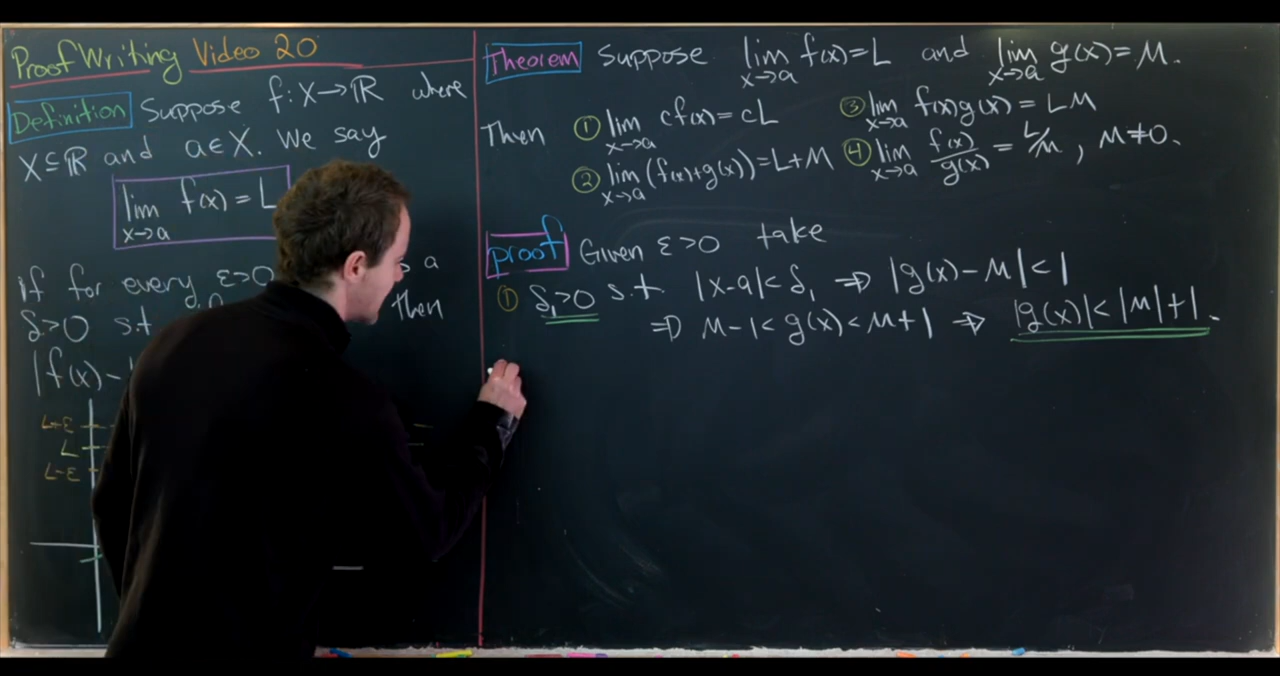 Proof Writing Video 20
Definition Suppose f: X→ℝ where
X⊆ℝ and a∈X. We say
lim f(x) = L
x→a
if for every ε>0 a
δ>0 s.t then
|f(x)-
L+ε
L
L-ε
Theorem Suppose lim f(x)=L and lim g(x)=M.
x→a x→a
Then ① lim cf(x)=cL ③ lim f(x)g(x)=LM
x→a x→a
② lim (f(x)+g(x))=L+M ④ lim f(x)/g(x) = L/M, M≠0.
x→a x→a
proof Given ε>0 take
① δ₁>0 s.t. |x-a|<δ₁ ⇒ |g(x)-M|<1
⇒ M-1<g(x)<M+1 ⇒ |g(x)|<|M|+1.